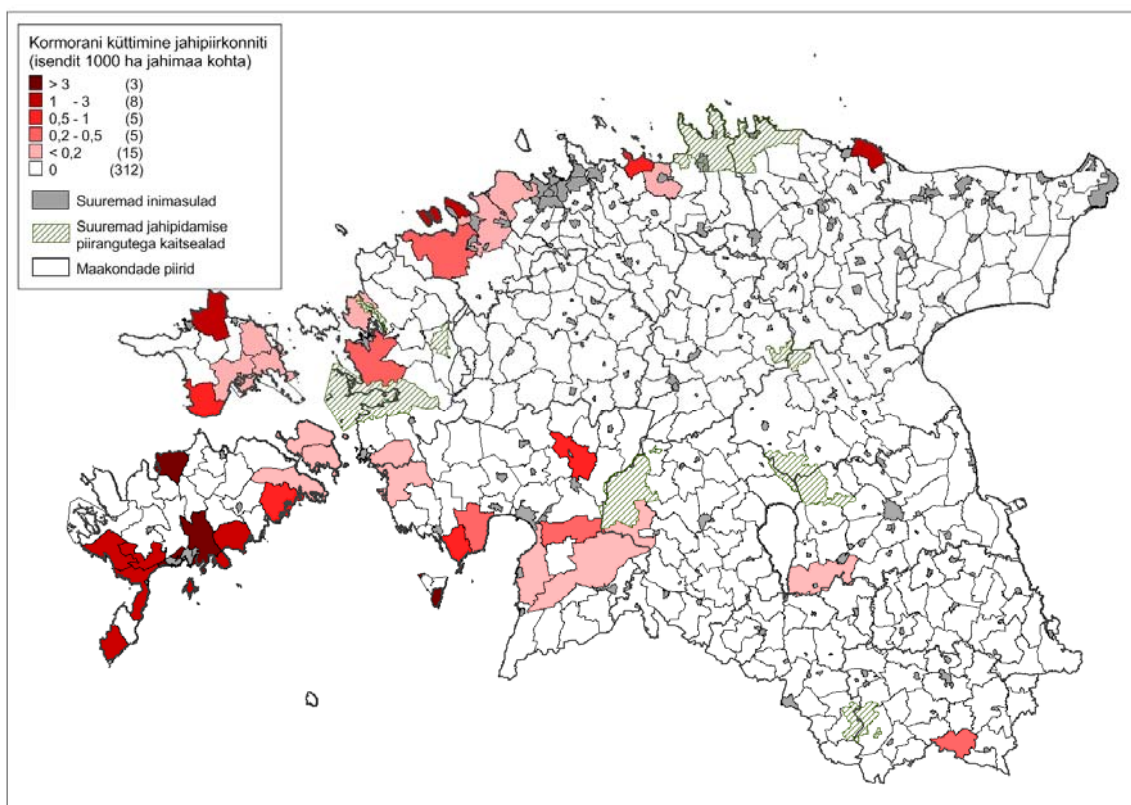 Kormorani küttimine jahipiirkonniti
(isendit 1000 ha jahimaa kohta)
> 3 (3)
1 - 3 (8)
0,5 - 1 (5)
0,2 - 0,5 (5)
< 0,2 (15)
0 (312)
Suuremad inimasulad
Suuremad jahipidamise
piirangutega kaitsealad
Maakondade piirid